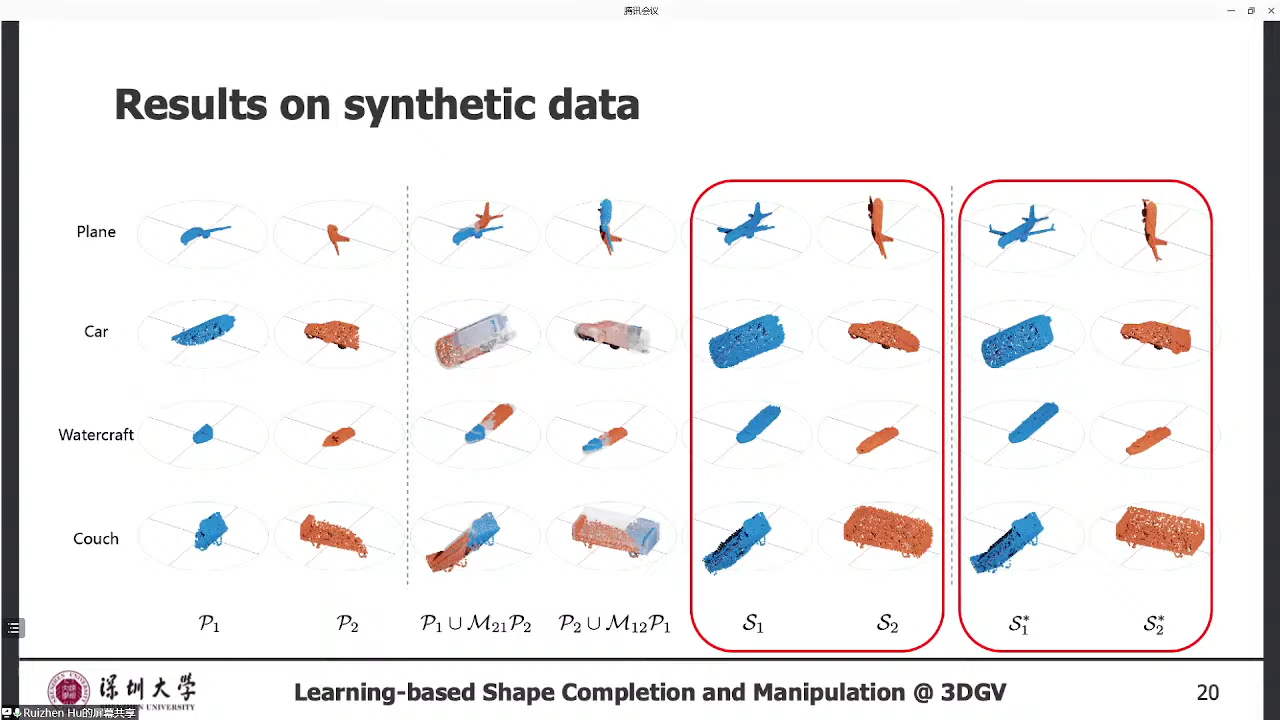 腾讯会议
Results on synthetic data
Plane
Car
Watercraft
Couch
𝒫₁ 𝒫₂ 𝒫₁ ∪ ℳ₂₁𝒫₂ 𝒫₂ ∪ ℳ₁₂𝒫₁ 𝒮₁ 𝒮₂ 𝒮₁* 𝒮₂*
深圳大学
UNIVERSITY
Learning-based Shape Completion and Manipulation @ 3DGV
20
Ruizhen Hu的屏幕共享